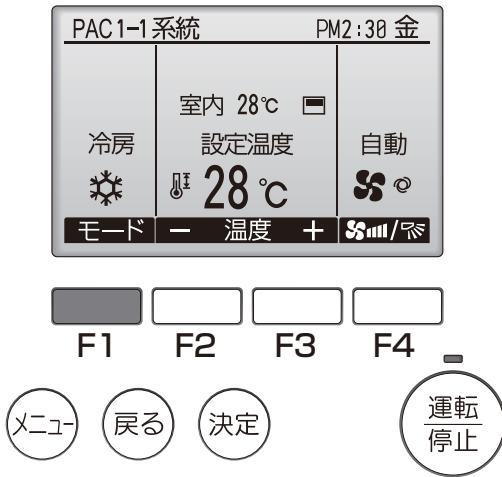 PAC1-1系統 PM2:30 金
室内 28℃
冷房 設定温度 自動
28℃
モード － 温度 ＋ /
F1 F2 F3 F4
メニュー 戻る 決定 運転
停止